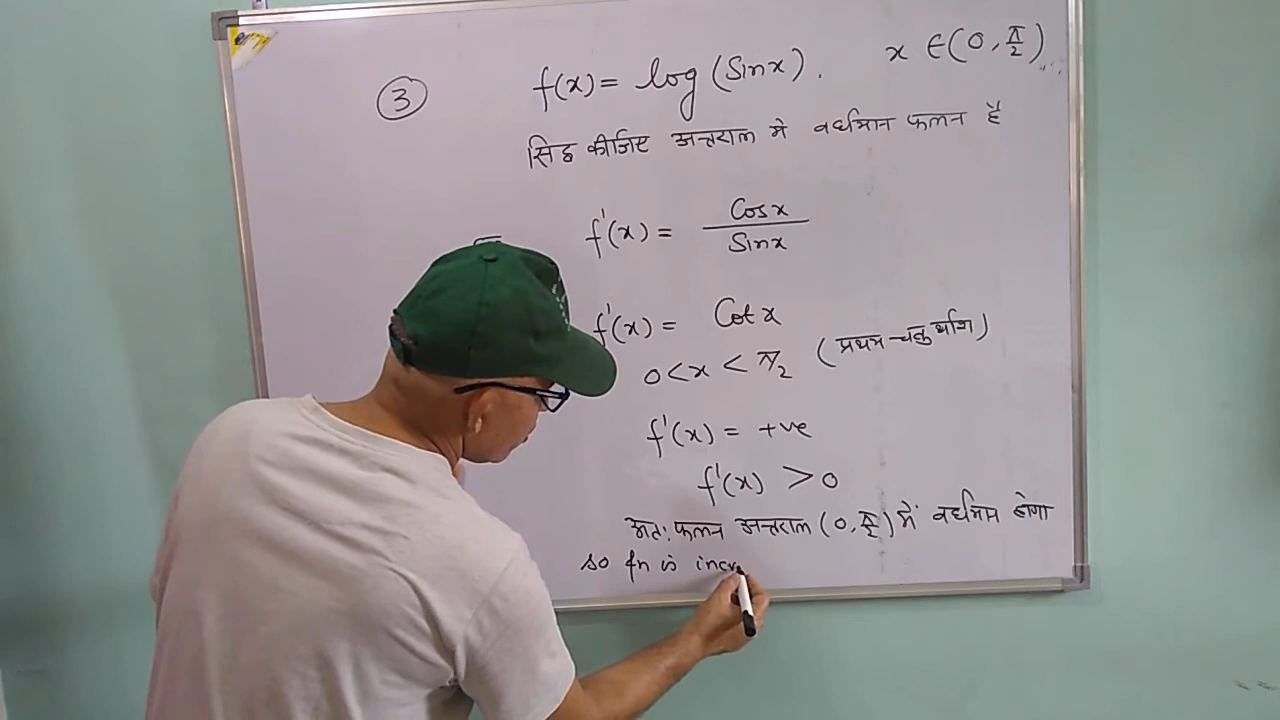 ③ f(x) = log (Sinx). x ∈ (0, π/2)
सिद्ध कीजिए अन्तराल मे वर्धमान फलन है
f'(x) = Cosx / Sinx
f'(x) = Cot x
0 < x < π/2 (प्रथम-चतुर्थांश)
f'(x) = +ve
f'(x) > 0
अत: फलन अन्तराल (0, π/2) में वर्धमान होगा
so fn is incr